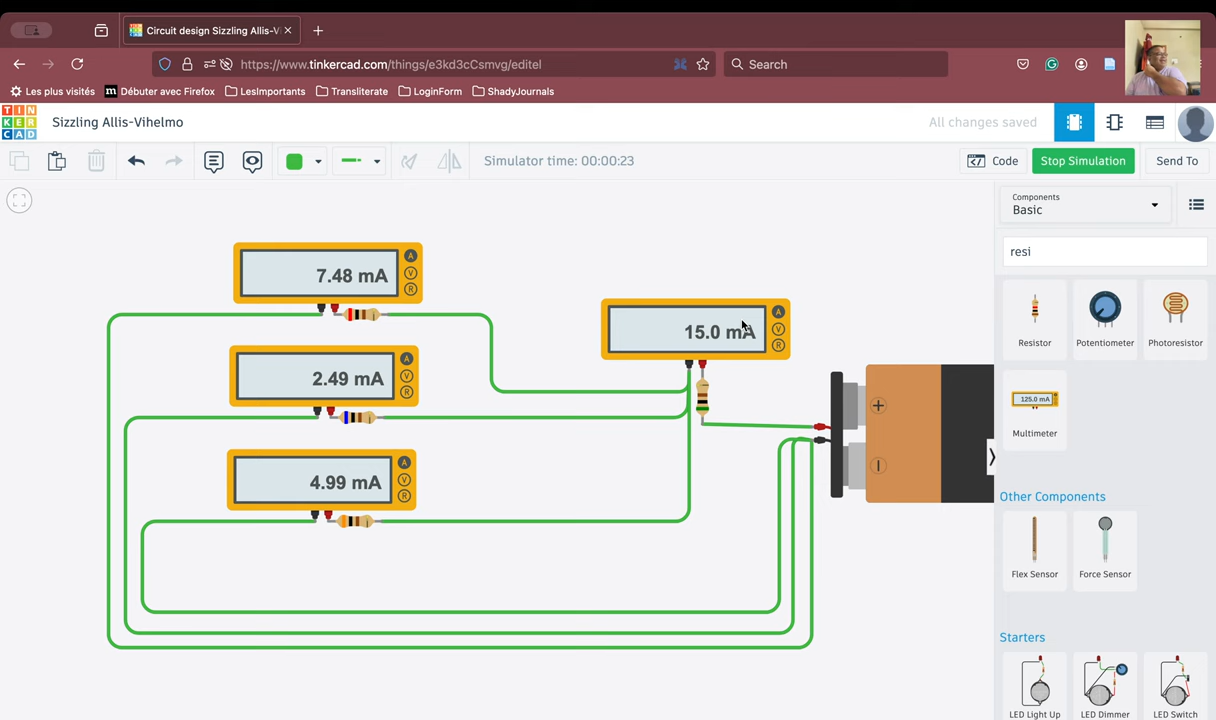 Circuit design Sizzling Allis-Vi
https://www.tinkercad.com/things/e3kd3cCsmvg/editel
Search
Les plus visités
m Débuter avec Firefox
LesImportants
Transliterate
LoginForm
ShadyJournals
TIN
KER
CAD
Sizzling Allis-Vihelmo
All changes saved
Simulator time: 00:00:23
Code
Stop Simulation
Send To
Components
Basic
resi
Resistor
Potentiometer
Photoresistor
125.0 mA
Multimeter
Other Components
Flex Sensor
Force Sensor
Starters
LED Light Up
LED Dimmer
LED Switch
7.48 mA
A
V
R
2.49 mA
A
V
R
4.99 mA
A
V
R
15.0 mA
A
V
R